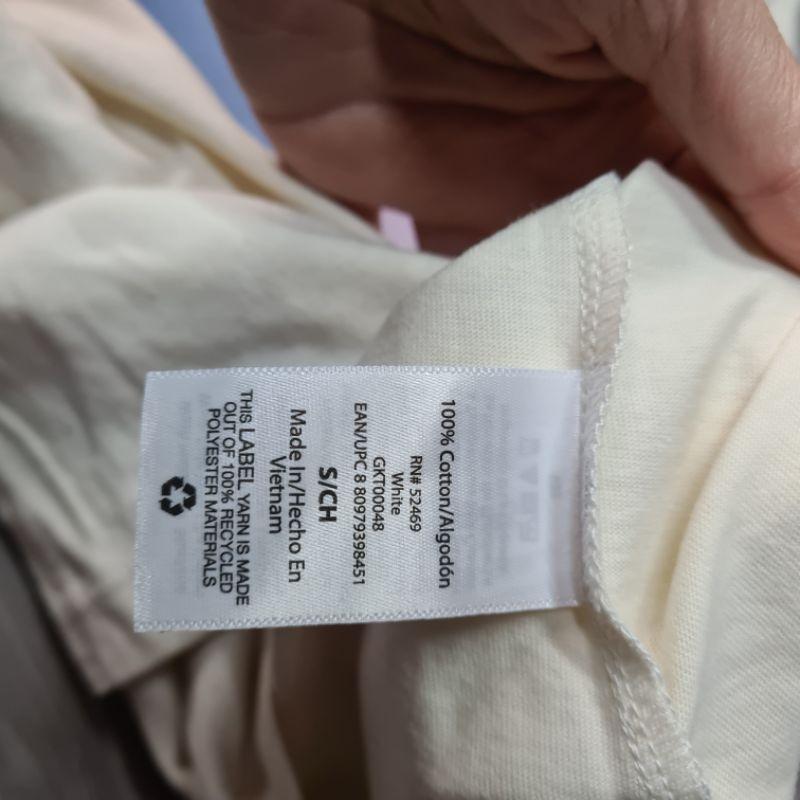 100% Cotton/Algodón
RN# 52469
White
GKT00048
EAN/UPC 8 80979398451
S/CH
Made In/Hecho En
Vietnam
THIS LABEL YARN IS MADE
OUT OF 100% RECYCLED
POLYESTER MATERIALS